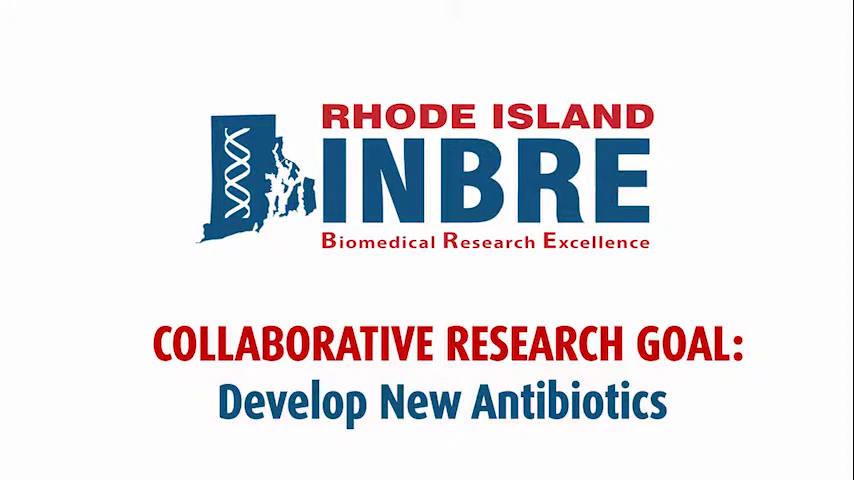 RHODE ISLAND
INBRE
Biomedical Research Excellence
COLLABORATIVE RESEARCH GOAL:
Develop New Antibiotics